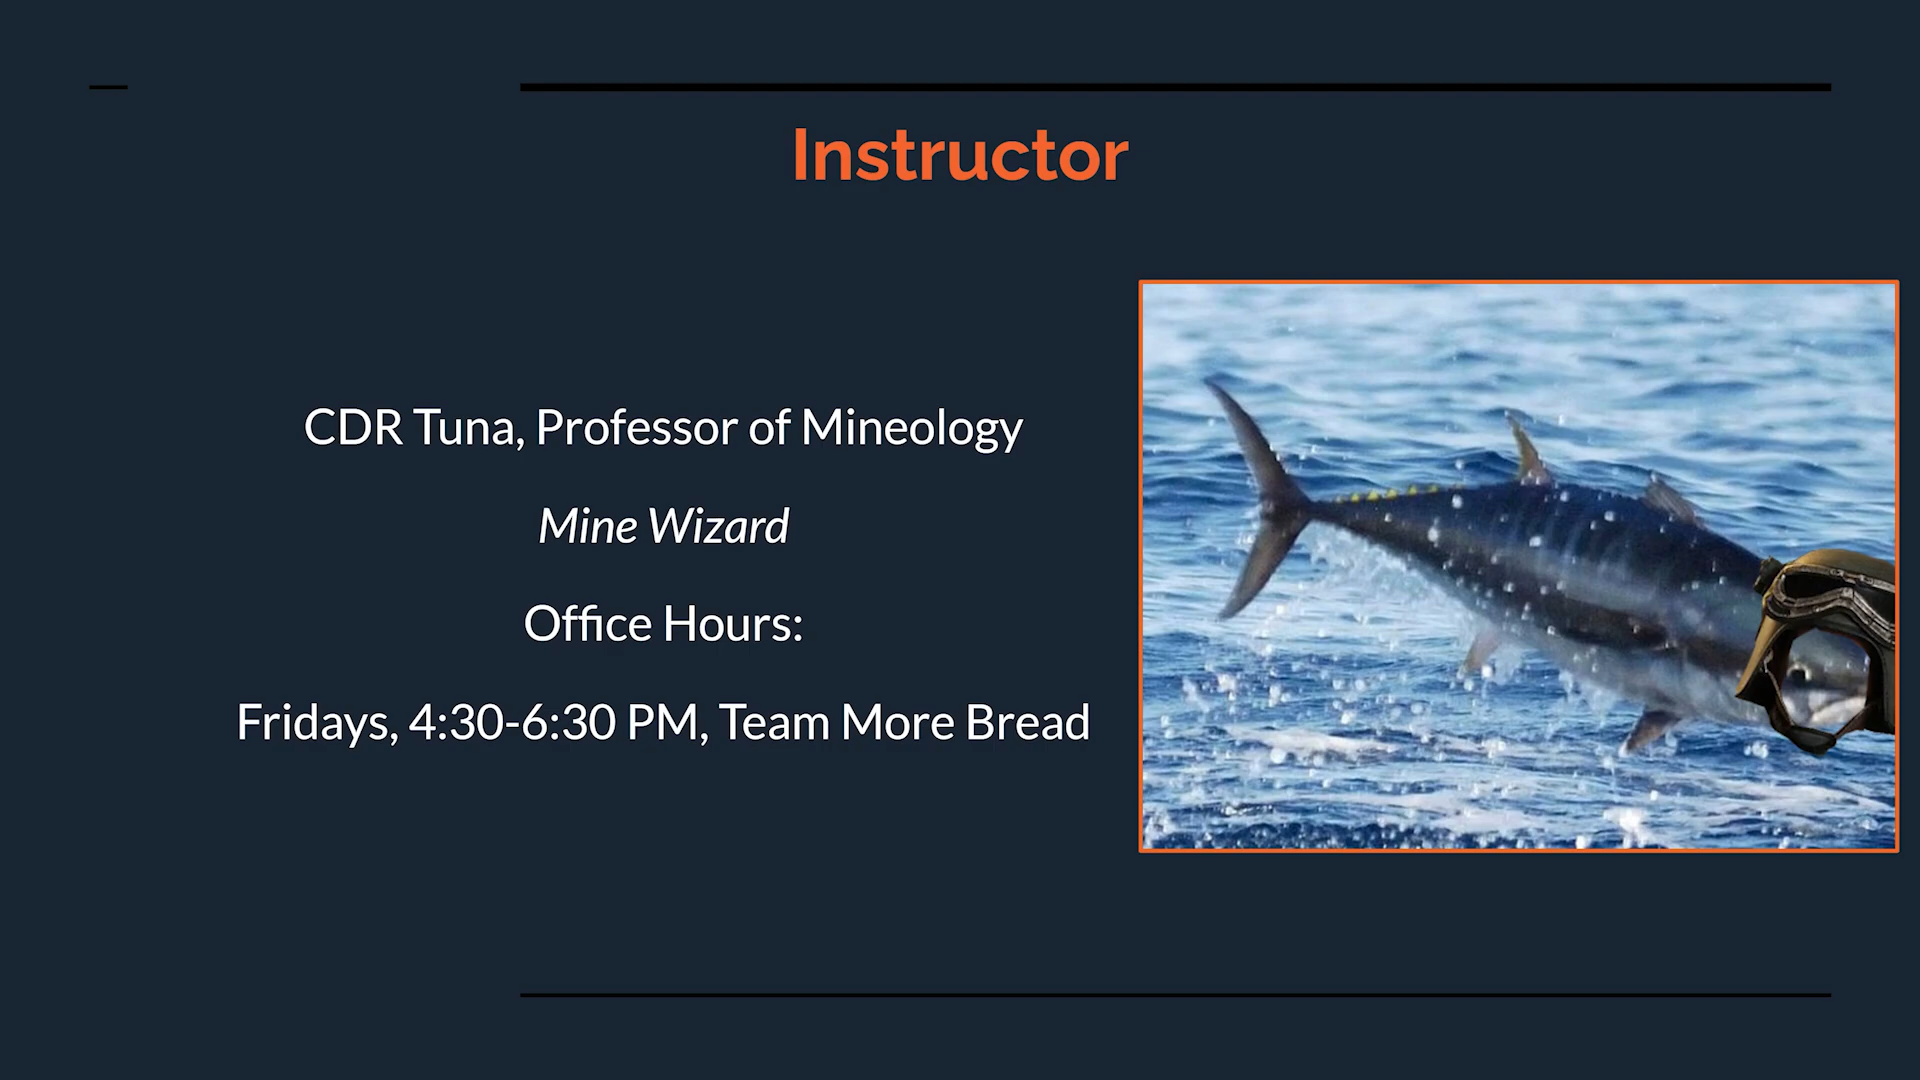 Instructor
CDR Tuna, Professor of Mineology
Mine Wizard
Office Hours:
Fridays, 4:30-6:30 PM, Team More Bread